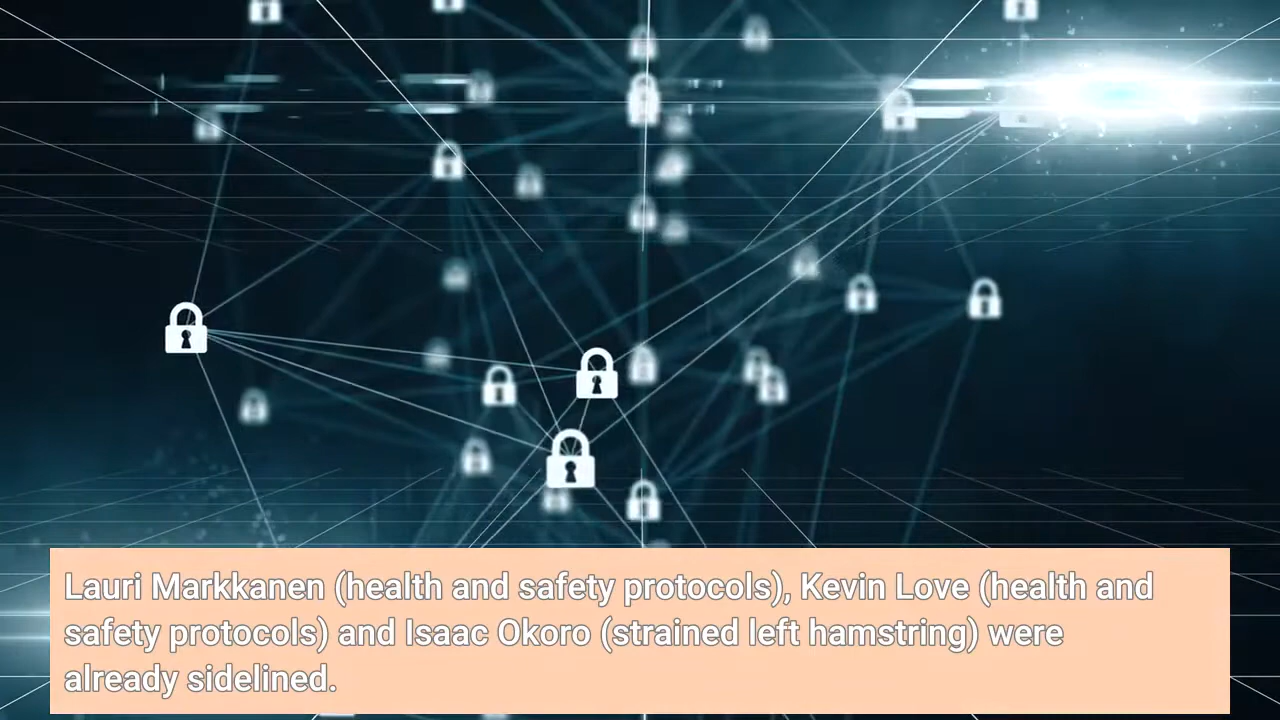 Lauri Markkanen (health and safety protocols), Kevin Love (health and
safety protocols) and Isaac Okoro (strained left hamstring) were
already sidelined.